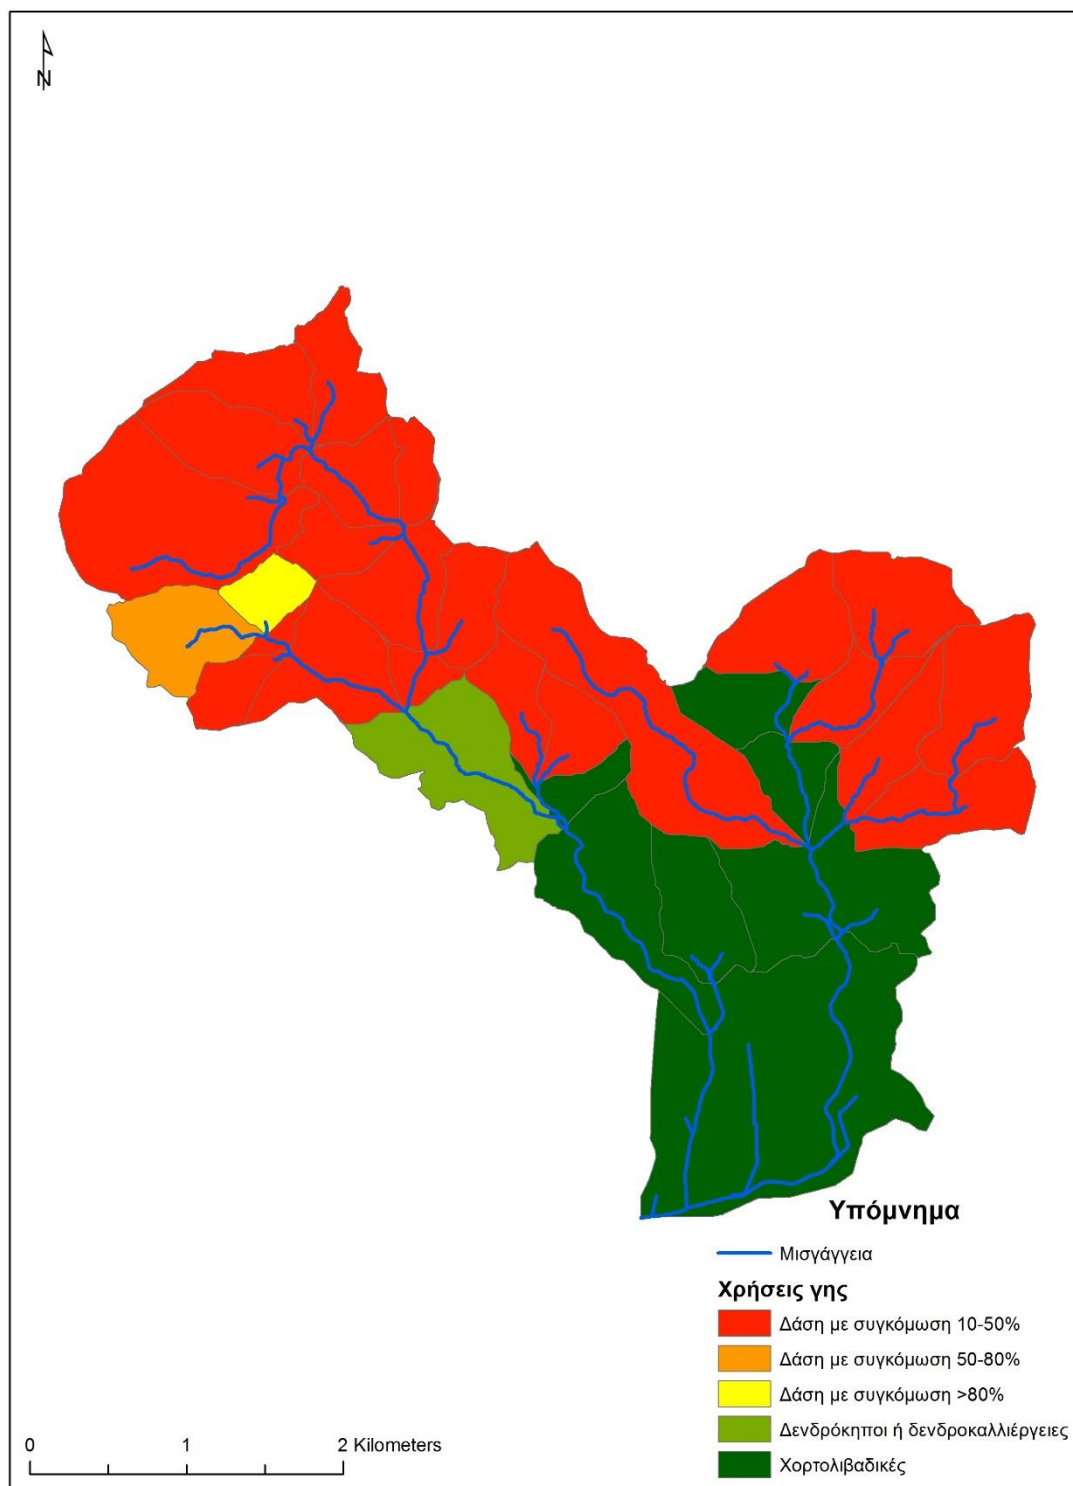 N
Υπόμνημα
Μισγάγγεια
Χρήσεις γης
Δάση με συγκόμωση 10-50%
Δάση με συγκόμωση 50-80%
Δάση με συγκόμωση >80%
Δενδρόκηποι ή δενδροκαλλιέργειες
Χορτολιβαδικές
0 1 2 Kilometers